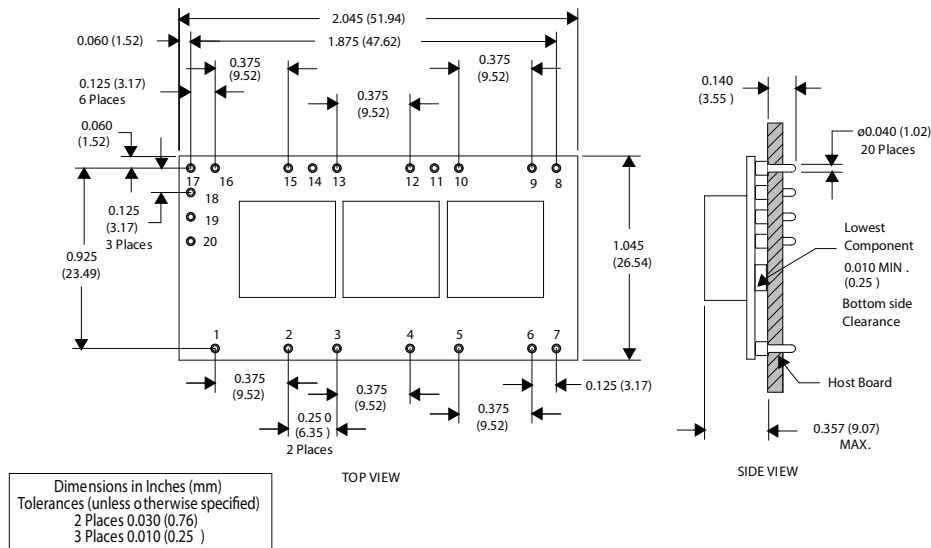 2.045 (51.94)
0.060 (1.52)
1.875 (47.62)
0.375
(9.52)
0.375
(9.52)
0.125 (3.17)
6 Places
0.375
(9.52)
0.060
(1.52)
17 16 15 14 13 12 11 10 9 8
18
19
20
0.125
(3.17)
3 Places
0.925
(23.49)
1.045
(26.54)
1 2 3 4 5 6 7
0.375
(9.52)
0.375
(9.52)
0.125 (3.17)
0.25 0
(6.35 )
2 Places
0.375
(9.52)
TOP VIEW
0.140
(3.55 )
ø0.040 (1.02)
20 Places
Lowest
Component
0.010 MIN .
(0.25 )
Bottom side
Clearance
Host Board
0.357 (9.07)
MAX.
SIDE VIEW
Dimensions in Inches (mm)
Tolerances (unless otherwise specified)
2 Places 0.030 (0.76)
3 Places 0.010 (0.25 )